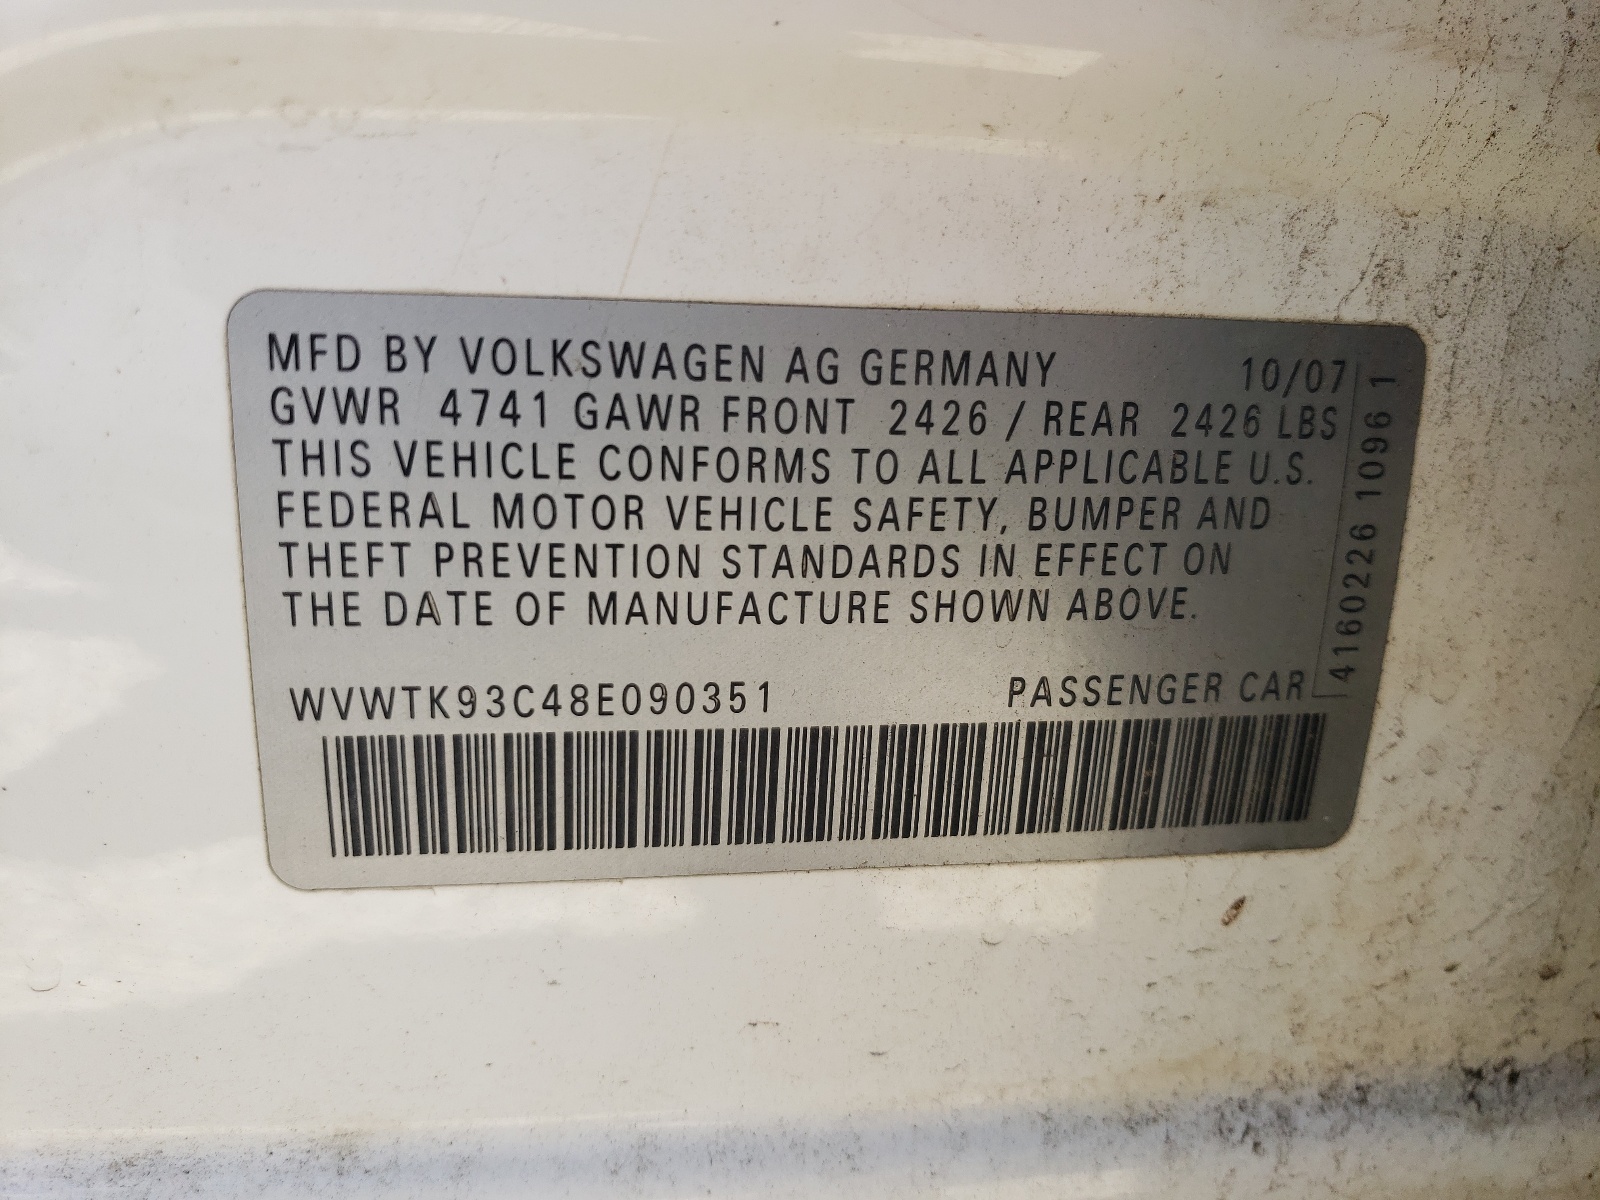 MFD BY VOLKSWAGEN AG GERMANY 10/07
GVWR 4741 GAWR FRONT 2426 / REAR 2426 LBS
THIS VEHICLE CONFORMS TO ALL APPLICABLE U.S.
FEDERAL MOTOR VEHICLE SAFETY, BUMPER AND
THEFT PREVENTION STANDARDS IN EFFECT ON
THE DATE OF MANUFACTURE SHOWN ABOVE.
WVWTK93C48E090351 PASSENGER CAR
4160226 1096 1